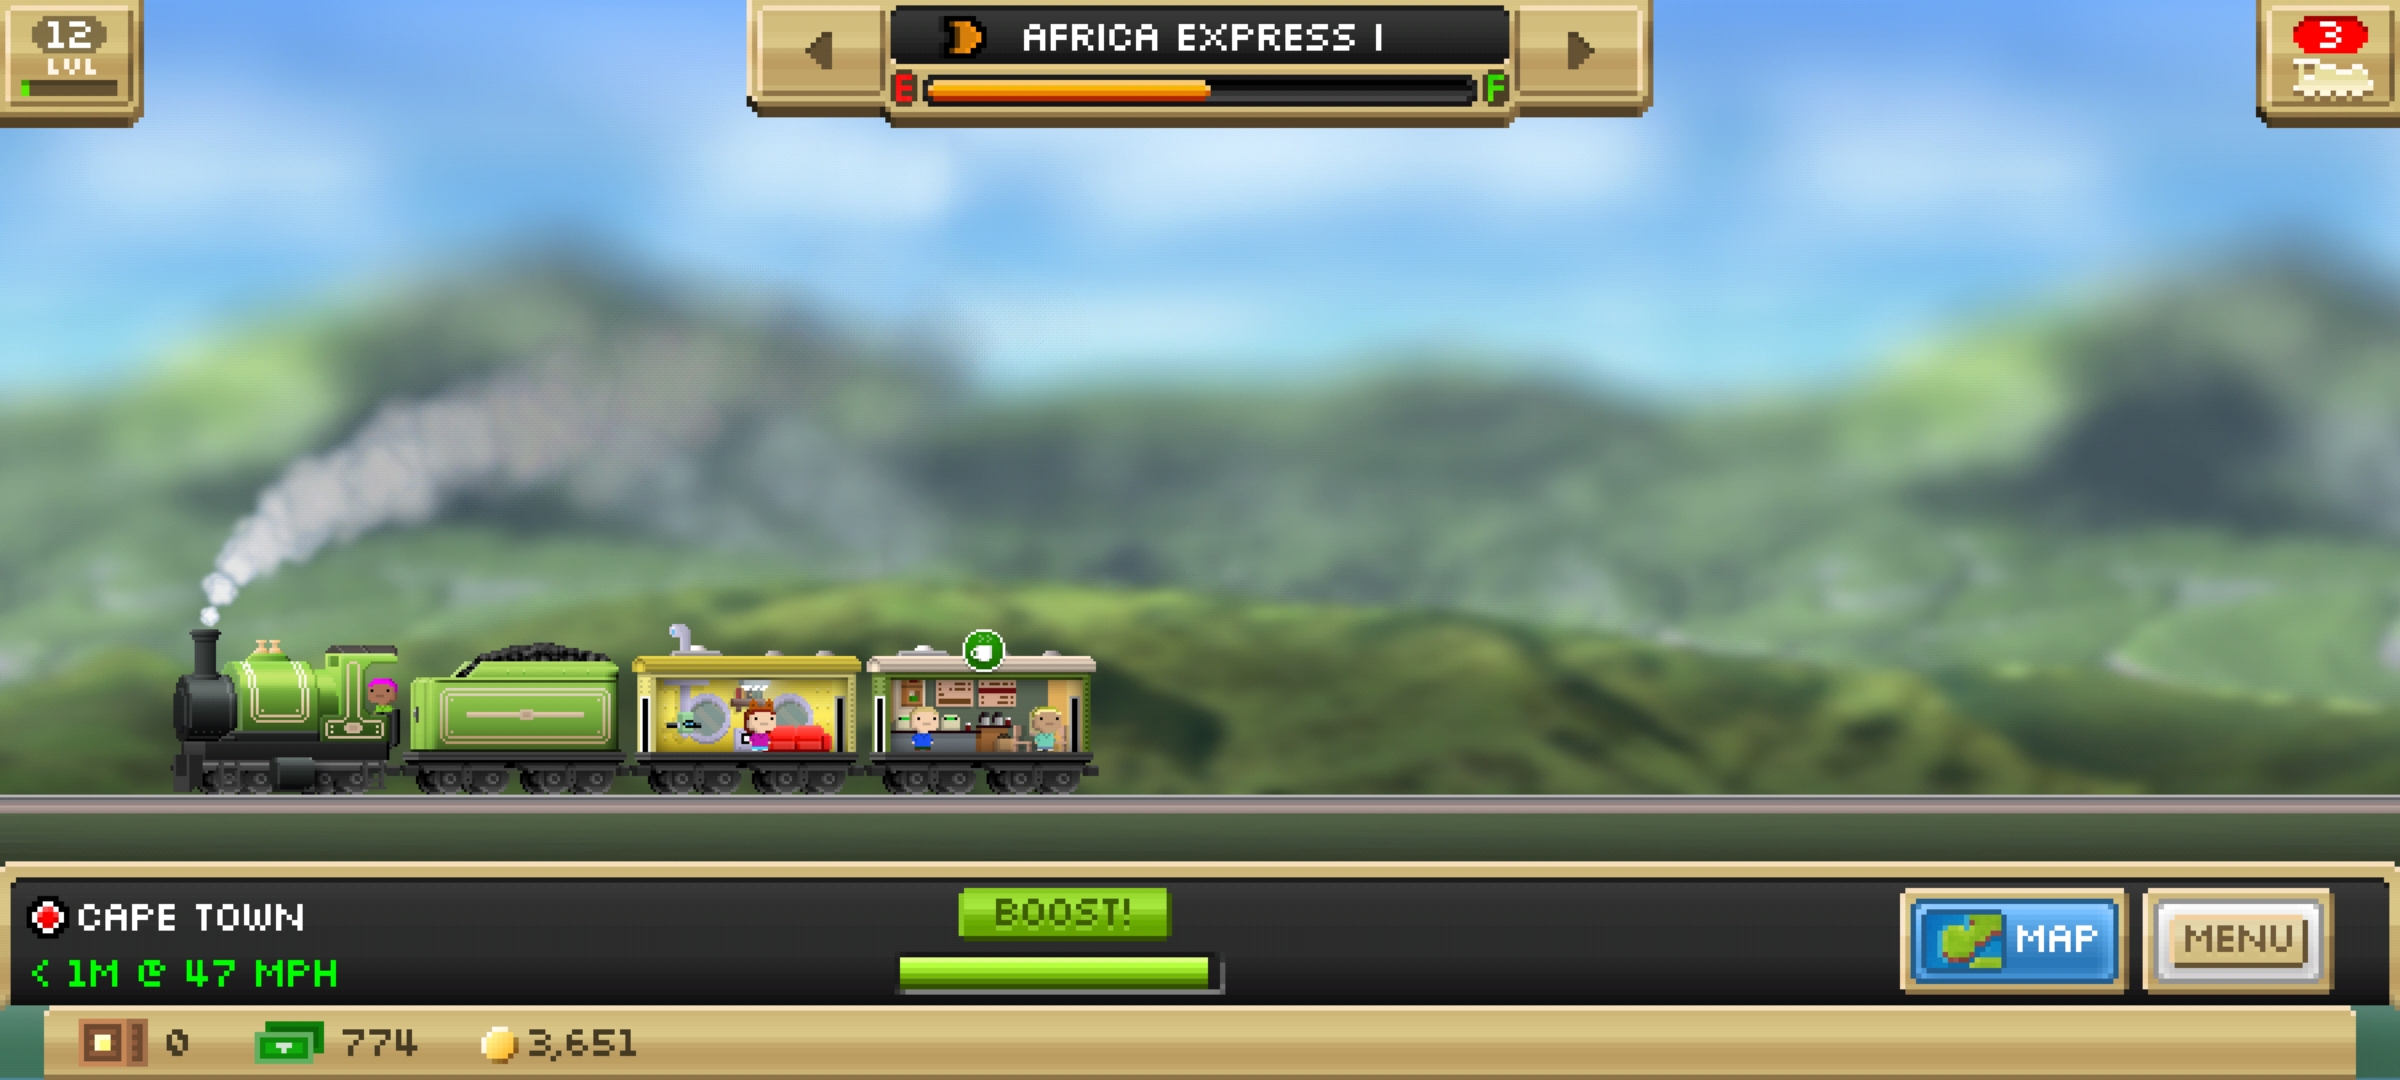 12
LVL
AFRICA EXPRESS I
E
F
3
CAPE TOWN
< 1M @ 47 MPH
BOOST!
MAP
MENU
0
774
3,651